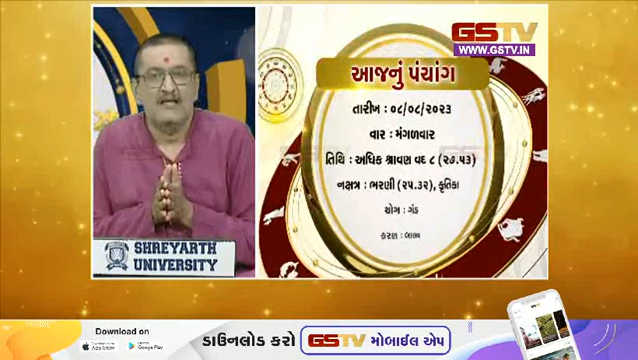 GSTV
WWW.GSTV.IN
આજનું પંચાંગ
તારીખ : ૦૮/૦૮/૨૦૨૩
વાર : મંગળવાર
તિથિ : અધિક શ્રાવણ વદ ૮ (૨૭.૫૩)
નક્ષત્ર : ભરણી (૨૫.૩૨), કૃતિકા
યોગ : ગંડ
કરણ : બાલવ
SHREYARTH
UNIVERSITY
Download on
App Store
Google Play
ડાઉનલોડ કરો GSTV મોબાઈલ એપ